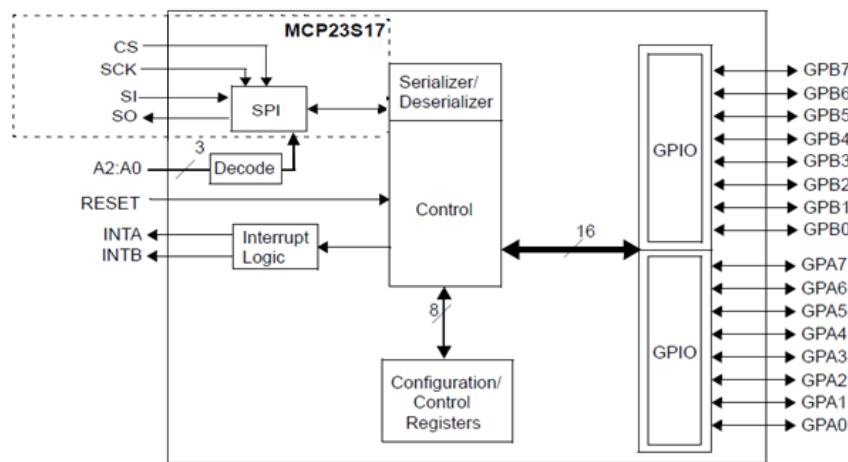 MCP23S17
CS
SCK
SI
SO
SPI
Serializer/
Deserializer
A2:A0
3
Decode
RESET
Control
INTA
INTB
Interrupt
Logic
16
8
Configuration/
Control
Registers
GPIO
GPB7
GPB6
GPB5
GPB4
GPB3
GPB2
GPB1
GPB0
GPIO
GPA7
GPA6
GPA5
GPA4
GPA3
GPA2
GPA1
GPA0